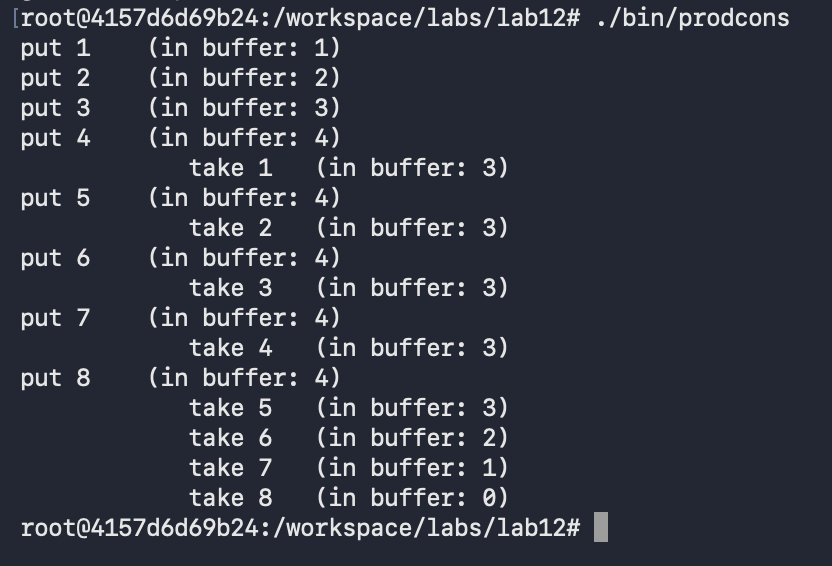 [root@4157d6d69b24:/workspace/labs/lab12# ./bin/prodcons
put 1    (in buffer: 1)
put 2    (in buffer: 2)
put 3    (in buffer: 3)
put 4    (in buffer: 4)
            take 1   (in buffer: 3)
put 5    (in buffer: 4)
            take 2   (in buffer: 3)
put 6    (in buffer: 4)
            take 3   (in buffer: 3)
put 7    (in buffer: 4)
            take 4   (in buffer: 3)
put 8    (in buffer: 4)
            take 5   (in buffer: 3)
            take 6   (in buffer: 2)
            take 7   (in buffer: 1)
            take 8   (in buffer: 0)
root@4157d6d69b24:/workspace/labs/lab12#